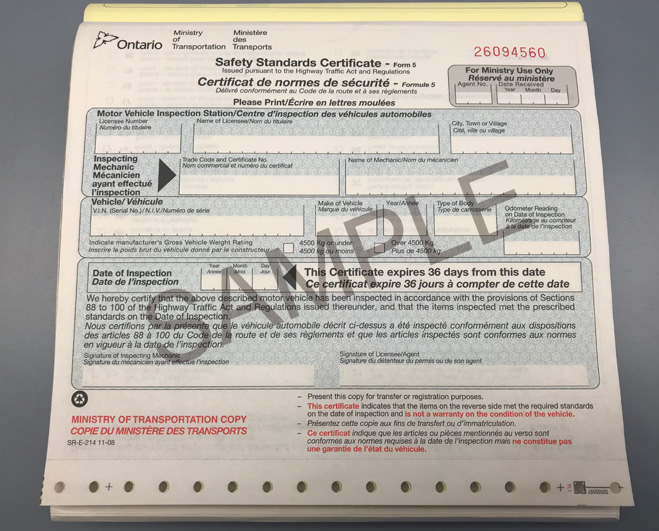 Ontario
Ministry
of
Transportation
Ministère
des
Transports
26094560
Safety Standards Certificate - Form 5
Issued pursuant to the Highway Traffic Act and Regulations
Certificat de normes de sécurité - Formule 5
Délivré conformément au Code de la route et à ses règlements
Please Print/Écrire en lettres moulées
For Ministry Use Only
Réservé au ministère
Agent No.
Date Received
Year Month Day
Motor Vehicle Inspection Station/Centre d'inspection des véhicules automobiles
Licensee Number
Numéro du titulaire
Name of Licensee/Nom du titulaire
City, Town or Village
Cité, ville ou village
Inspecting
Mechanic
Mécanicien
ayant effectué
l'inspection
Trade Code and Certificate No.
Nom commercial et numéro du certificat
Name of Mechanic/Nom du mécanicien
Vehicle/ Véhicule
V.I.N. (Serial No.) / N.I.V./Numéro de série
Make of Vehicle
Marque du véhicule
Year/Année
Type of Body
Type de carrosserie
Odometer Reading
on Date of Inspection
Kilométrage au compteur
à la date de l'inspection
Indicate manufacturer's Gross Vehicle Weight Rating
Inscrire le poids brut du véhicule donné par le constructeur
4500 Kg or under
4500 kg ou moins
Over 4500 Kg.
Plus de 4500 kg.
Date of Inspection
Date de l'inspection
Year
Année
Month
Mois
Day
Jour
This Certificate expires 36 days from this date
Ce certificat expire 36 jours à compter de cette date
We hereby certify that the above described motor vehicle has been inspected in accordance with the provisions of Sections
88 to 100 of the Highway Traffic Act and Regulations issued thereunder, and that the items inspected met the prescribed
standards on the Date of Inspection.
Nous certifions par la présente que le véhicule automobile décrit ci-dessus a été inspecté conformément aux dispositions
des articles 88 à 100 du Code de la route et de ses règlements et que les articles inspectés sont conformes aux normes
en vigueur à la date de l'inspection.
Signature of Inspecting Mechanic
Signature du mécanicien ayant effectué l'inspection
Signature of Licensee/Agent
Signature du détenteur du permis ou de son agent.
SAMPLE
MINISTRY OF TRANSPORTATION COPY
COPIE DU MINISTÈRE DES TRANSPORTS
SR-E-214 11-08
– Present this copy for transfer or registration purposes.
– This certificate indicates that the items on the reverse side met the required standards
on the date of inspection and is not a warranty on the condition of the vehicle.
– Présentez cette copie aux fins de transfert ou d'immatriculation.
– Ce certificat indique que les articles ou pièces mentionnés au verso sont
conformes aux normes requises à la date de l'inspection mais ne constitue pas
une garantie de l'état du véhicule.